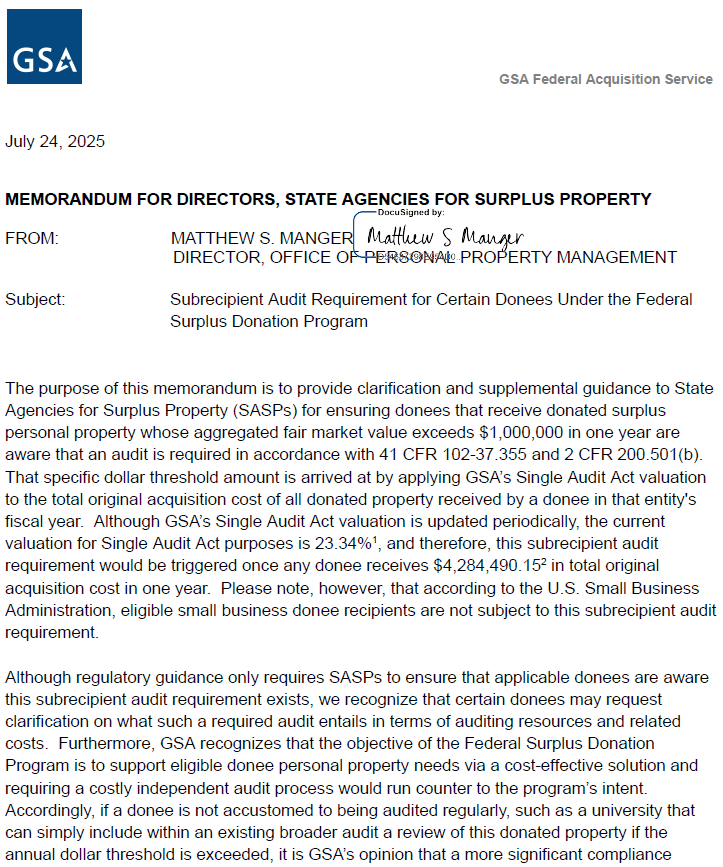 GSA
GSA Federal Acquisition Service
July 24, 2025
MEMORANDUM FOR DIRECTORS, STATE AGENCIES FOR SURPLUS PROPERTY
DocuSigned by:
FROM: MATTHEW S. MANGER Matthew S Manger
DIRECTOR, OFFICE OF PERSONAL PROPERTY MANAGEMENT
Subject: Subrecipient Audit Requirement for Certain Donees Under the Federal
Surplus Donation Program
The purpose of this memorandum is to provide clarification and supplemental guidance to State
Agencies for Surplus Property (SASPs) for ensuring donees that receive donated surplus
personal property whose aggregated fair market value exceeds $1,000,000 in one year are
aware that an audit is required in accordance with 41 CFR 102-37.355 and 2 CFR 200.501(b).
That specific dollar threshold amount is arrived at by applying GSA's Single Audit Act valuation
to the total original acquisition cost of all donated property received by a donee in that entity's
fiscal year. Although GSA's Single Audit Act valuation is updated periodically, the current
valuation for Single Audit Act purposes is 23.34%¹, and therefore, this subrecipient audit
requirement would be triggered once any donee receives $4,284,490.15² in total original
acquisition cost in one year. Please note, however, that according to the U.S. Small Business
Administration, eligible small business donee recipients are not subject to this subrecipient audit
requirement.
Although regulatory guidance only requires SASPs to ensure that applicable donees are aware
this subrecipient audit requirement exists, we recognize that certain donees may request
clarification on what such a required audit entails in terms of auditing resources and related
costs. Furthermore, GSA recognizes that the objective of the Federal Surplus Donation
Program is to support eligible donee personal property needs via a cost-effective solution and
requiring a costly independent audit process would run counter to the program's intent.
Accordingly, if a donee is not accustomed to being audited regularly, such as a university that
can simply include within an existing broader audit a review of this donated property if the
annual dollar threshold is exceeded, it is GSA's opinion that a more significant compliance